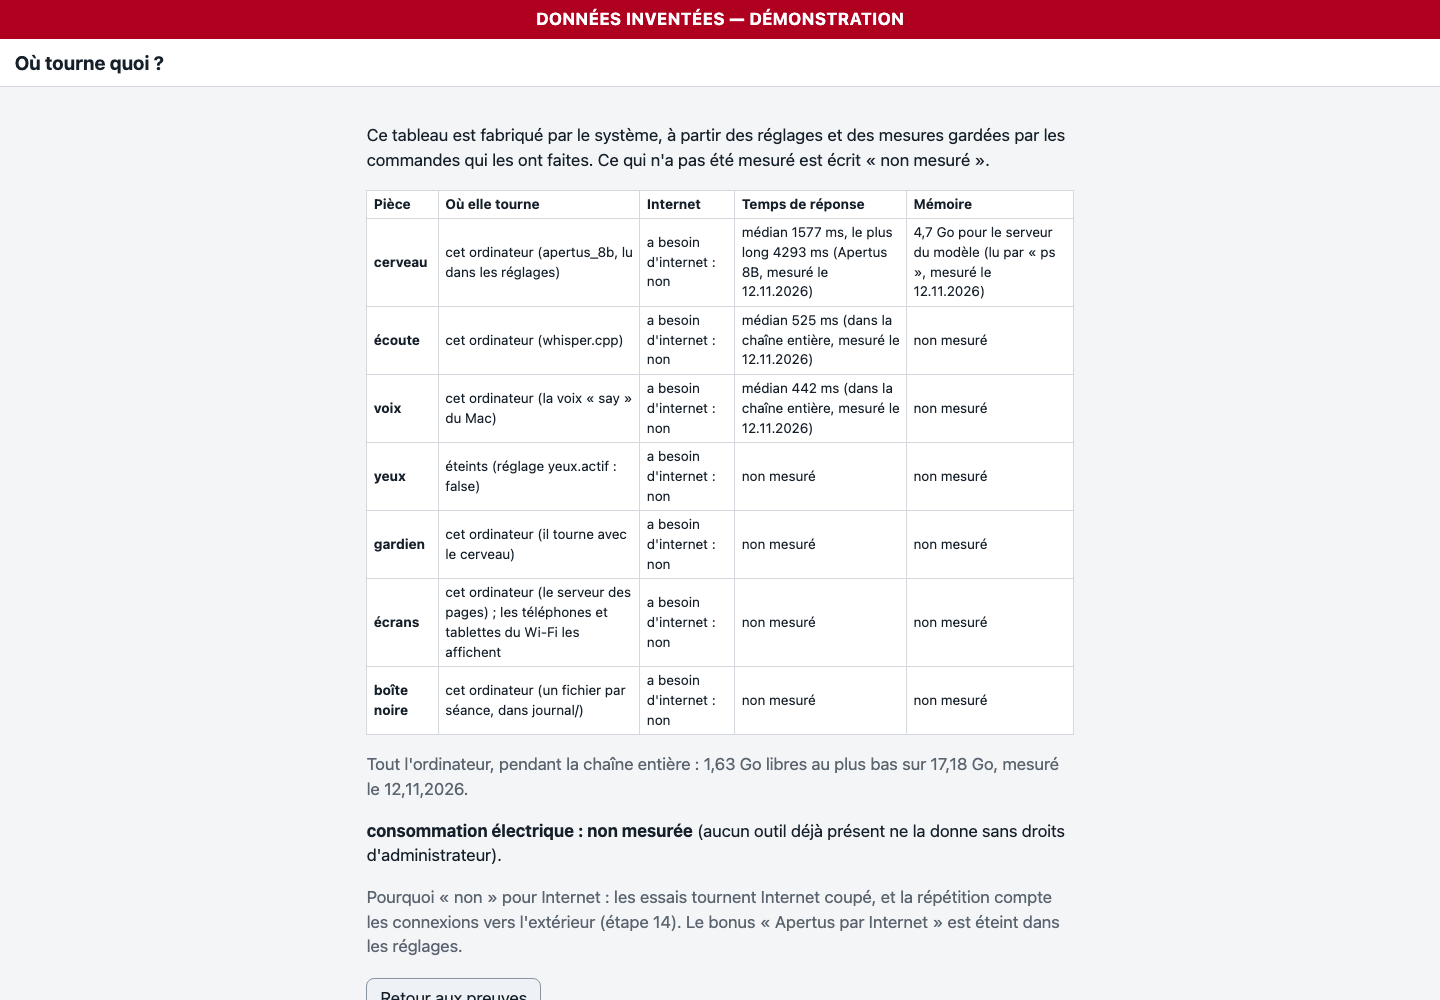 DONNÉES INVENTÉES — DÉMONSTRATION
Où tourne quoi ?
Ce tableau est fabriqué par le système, à partir des réglages et des mesures gardées par les
commandes qui les ont faites. Ce qui n'a pas été mesuré est écrit « non mesuré ».
Pièce
Où elle tourne
Internet
Temps de réponse
Mémoire
cerveau
cet ordinateur (apertus_8b, lu
dans les réglages)
a besoin
d'internet :
non
médian 1577 ms, le plus
long 4293 ms (Apertus
8B, mesuré le
12.11.2026)
4,7 Go pour le serveur
du modèle (lu par « ps
», mesuré le
12.11.2026)
écoute
cet ordinateur (whisper.cpp)
a besoin
d'internet :
non
médian 525 ms (dans la
chaîne entière, mesuré le
12.11.2026)
non mesuré
voix
cet ordinateur (la voix « say »
du Mac)
a besoin
d'internet :
non
médian 442 ms (dans la
chaîne entière, mesuré le
12.11.2026)
non mesuré
yeux
éteints (réglage yeux.actif :
false)
a besoin
d'internet :
non
non mesuré
non mesuré
gardien
cet ordinateur (il tourne avec
le cerveau)
a besoin
d'internet :
non
non mesuré
non mesuré
écrans
cet ordinateur (le serveur des
pages) ; les téléphones et
tablettes du Wi-Fi les
affichent
a besoin
d'internet :
non
non mesuré
non mesuré
boîte
noire
cet ordinateur (un fichier par
séance, dans journal/)
a besoin
d'internet :
non
non mesuré
non mesuré
Tout l'ordinateur, pendant la chaîne entière : 1,63 Go libres au plus bas sur 17,18 Go, mesuré
le 12,11,2026.
consommation électrique : non mesurée (aucun outil déjà présent ne la donne sans droits
d'administrateur).
Pourquoi « non » pour Internet : les essais tournent Internet coupé, et la répétition compte
les connexions vers l'extérieur (étape 14). Le bonus « Apertus par Internet » est éteint dans
les réglages.
Retour aux preuves